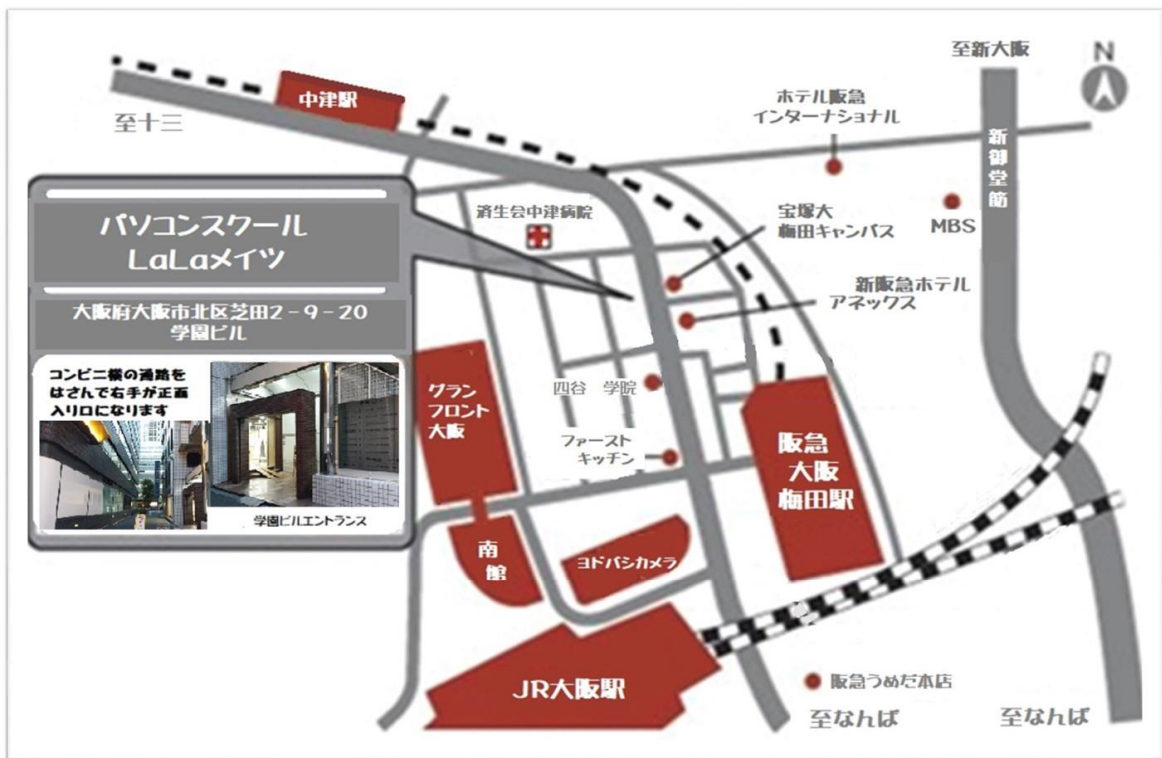 至新大阪
N
ホテル阪急
インターナショナル
新御堂筋
中津駅
至十三
済生会中津病院
宝塚大
梅田キャンパス
MBS
パソコンスクール
LaLaメイツ
大阪府大阪市北区芝田2-9-20
学園ビル
新阪急ホテル
アネックス
コンビニ横の通路を
はさんで右手が正面
入り口になります
学園ビルエントランス
グラン
フロント
大阪
四谷 学院
ファースト
キッチン
阪急
大阪
梅田駅
南
館
ヨドバシカメラ
JR大阪駅
阪急うめだ本店
至なんば
至なんば